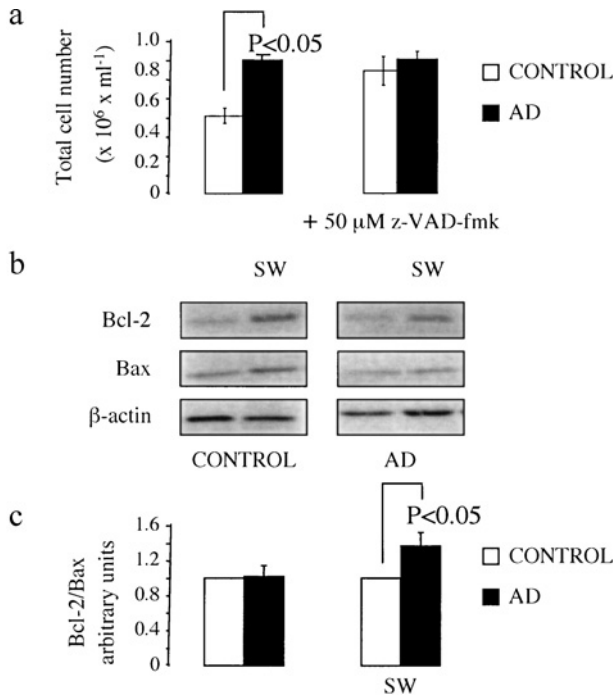 a
Total cell number
(x 10⁶ x ml⁻¹)
1.0
0.8
0.6
0.4
0.2
0
P<0.05
CONTROL
AD
+ 50 µM z-VAD-fmk
b
SW SW
Bcl-2
Bax
β-actin
CONTROL AD
c
Bcl-2/Bax
arbitrary units
1.6
1.2
0.8
0.4
0
P<0.05
CONTROL
AD
SW